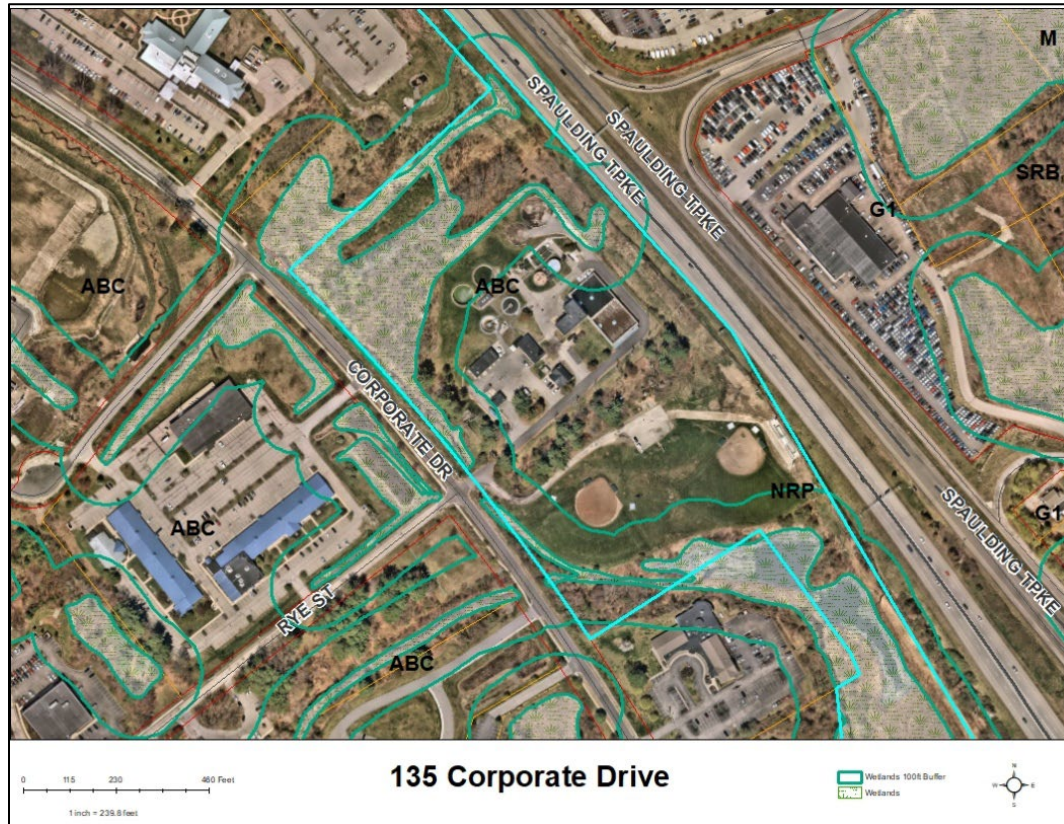 M
SPAULDING TPKE
SPAULDING TPKE
SRB,
G1
ABC
ABC
CORPORATE DR
NRP
G1
SPAULDING TPKE
ABC
RYE ST
ABC
0 115 230 460 Feet
1 inch = 239.8 feet
135 Corporate Drive
Wetlands 100ft Buffer
Wetlands
N
W E
S